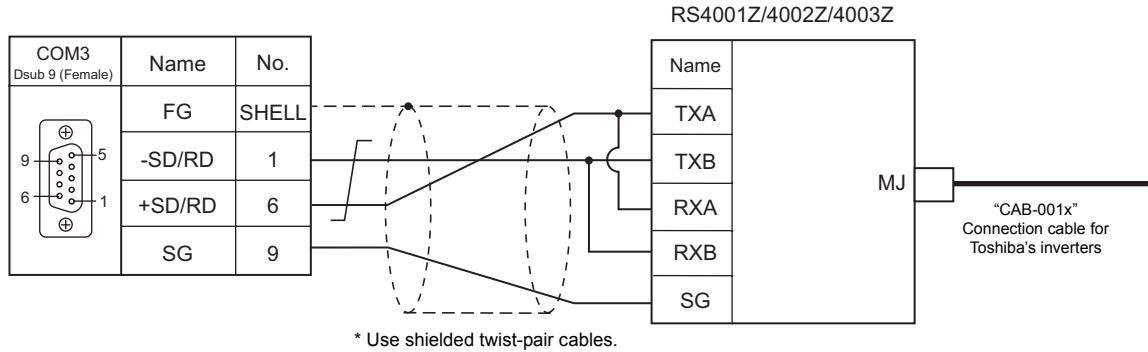 RS4001Z/4002Z/4003Z
COM3
Dsub 9 (Female)
Name
No.
FG
SHELL
-SD/RD
1
+SD/RD
6
SG
9
9
5
6
1
Name
TXA
TXB
RXA
RXB
SG
MJ
“CAB-001x”
Connection cable for
Toshiba’s inverters
* Use shielded twist-pair cables.